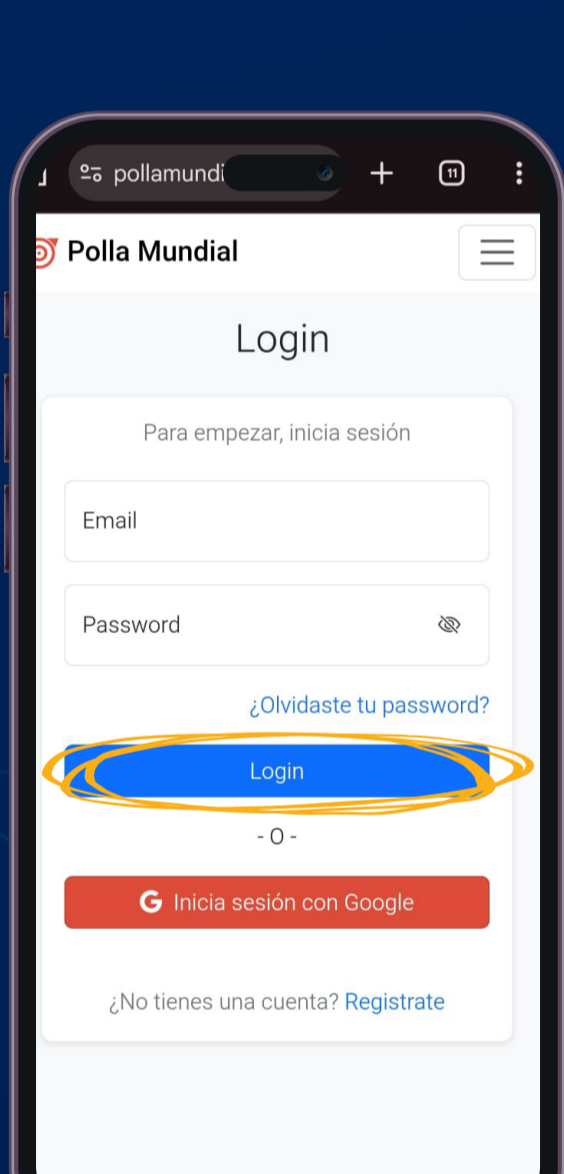 pollamundi
11
Polla Mundial
Login
Para empezar, inicia sesión
Email
Password
¿Olvidaste tu password?
Login
- O -
G Inicia sesión con Google
¿No tienes una cuenta? Registrate